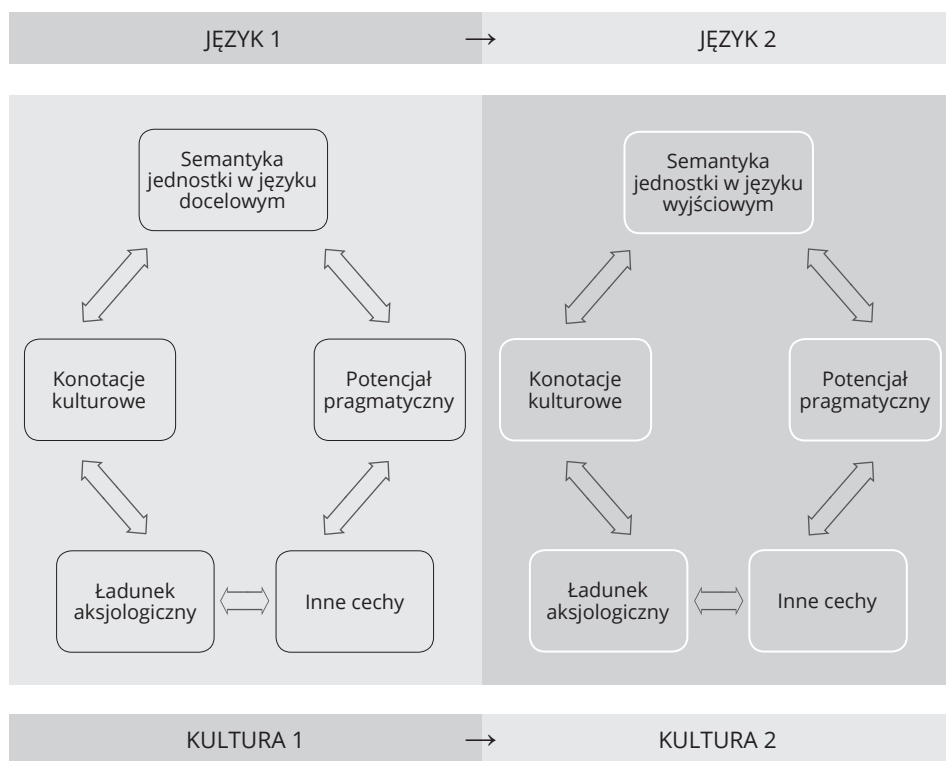 JĘZYK 1 → JĘZYK 2
Semantyka
jednostki w języku
docelowym
Konotacje
kulturowe
Potencjał
pragmatyczny
Ładunek
aksjologiczny
Inne cechy
Semantyka
jednostki w języku
wyjściowym
Konotacje
kulturowe
Potencjał
pragmatyczny
Ładunek
aksjologiczny
Inne cechy
KULTURA 1 → KULTURA 2